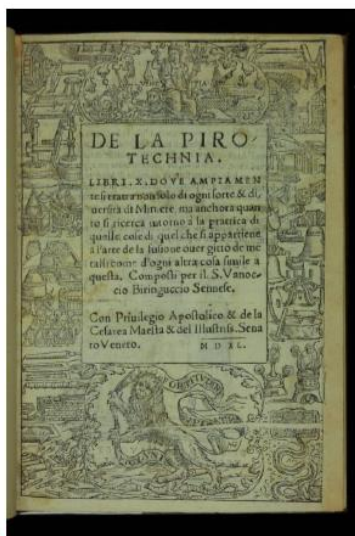 DE LA PIRO
TECHNIA.
LIBRI. X. DOVE AMPIAMEN
te si tratta non solo di ogni sorte & di
uersita di Miniere, ma anchora quan
to si ricerca intorno à la prattica di
quelle cose di quel che si appartiene
a l'arte de la fusione ouer gitto de me
talli come d'ogni altra cosa simile a
questa. Composti per il S. Vanoc
cio Biringuccio Sennese.
Con Priuilegio Apostolico & de la
Cesarea Maesta & del Illustriss. Sena
to Veneto. M D XL.